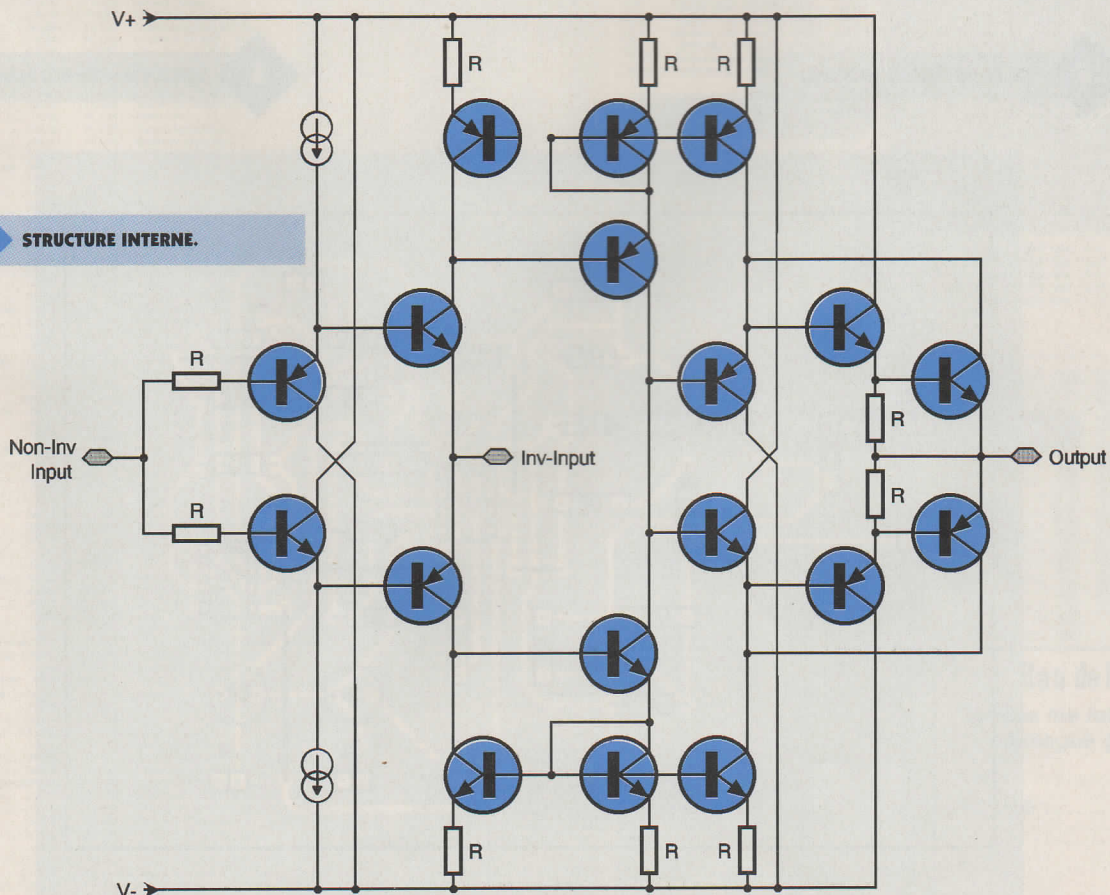 V+
R
R
R
STRUCTURE INTERNE.
R
Non-Inv
Input
Inv-Input
R
Output
R
R
R
R
R
V-